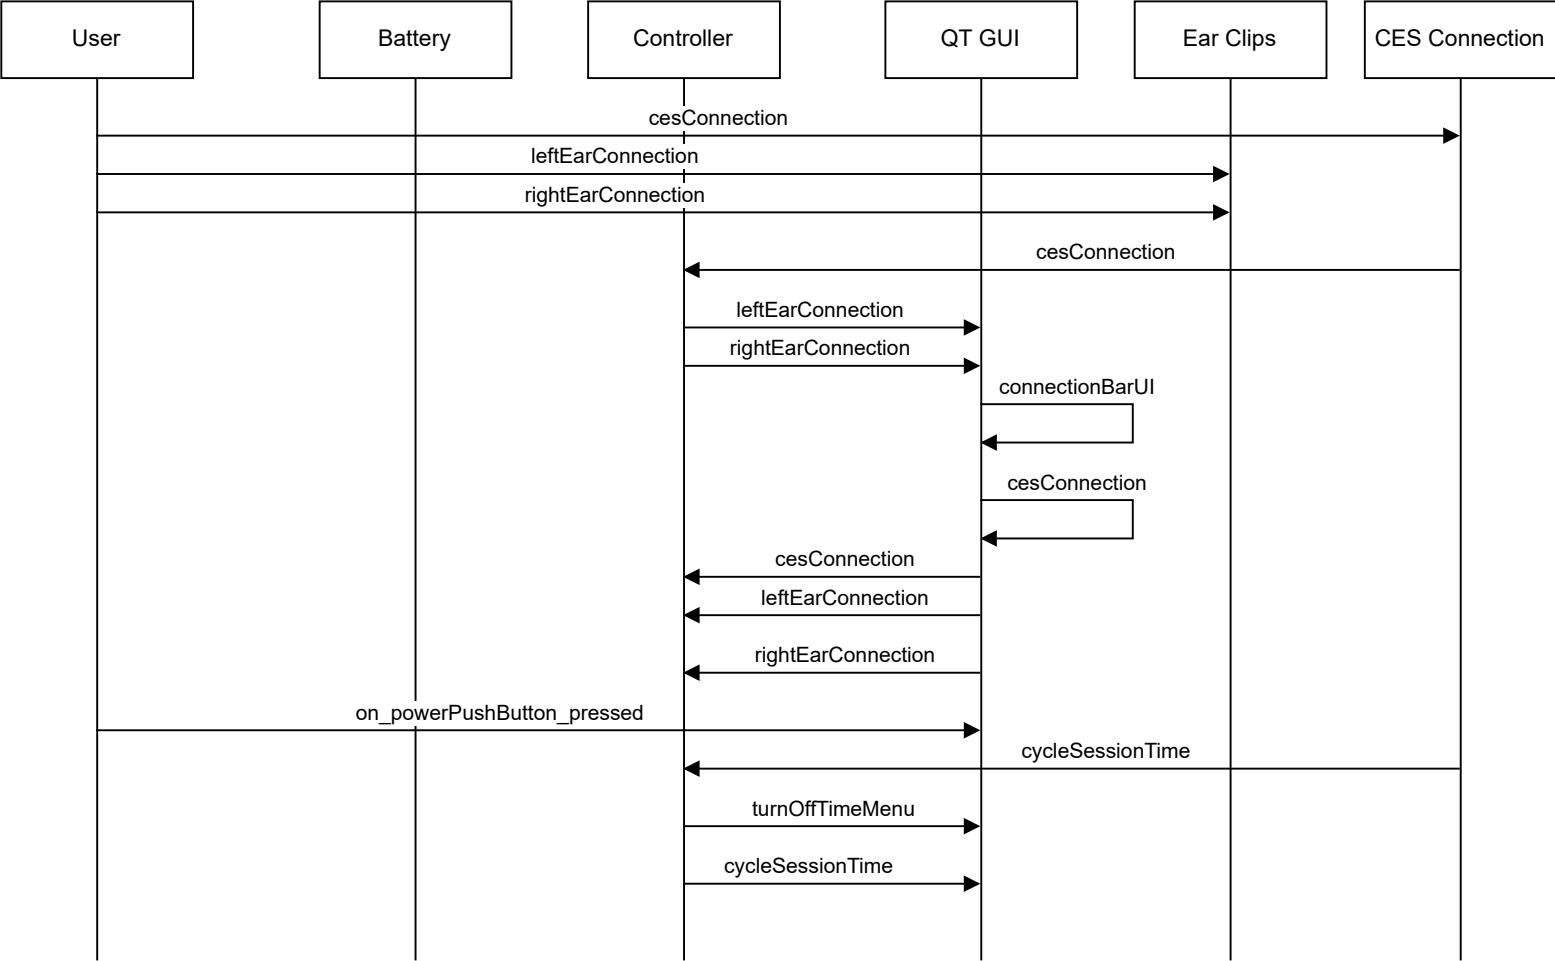 User
Battery
Controller
QT GUI
Ear Clips
CES Connection
cesConnection
leftEarConnection
rightEarConnection
cesConnection
leftEarConnection
rightEarConnection
connectionBarUI
cesConnection
cesConnection
leftEarConnection
rightEarConnection
on_powerPushButton_pressed
cycleSessionTime
turnOffTimeMenu
cycleSessionTime